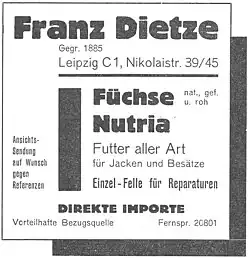 Franz Dietze
Gegr. 1885
Leipzig C 1, Nikolaistr. 39/45
Füchse nat., gef. u. roh
Nutria
Futter aller Art
für Jacken und Besätze
Einzel-Felle für Reparaturen
Ansichts-
Sendung
auf Wunsch
gegen
Referenzen
DIREKTE IMPORTE
Vorteilhafte Bezugsquelle Fernspr. 20801